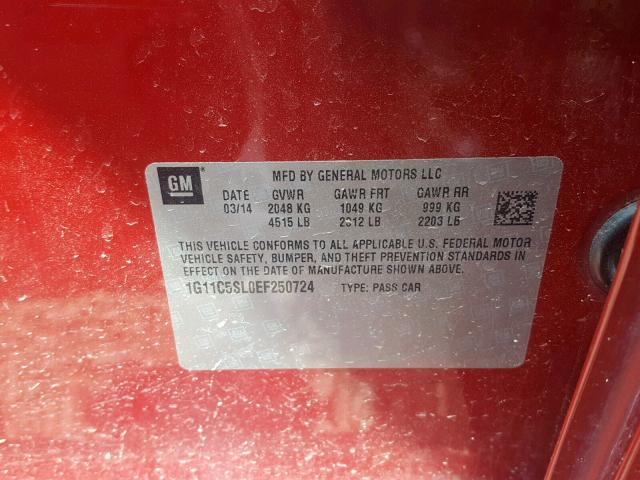 GM
MFD BY GENERAL MOTORS LLC
DATE GVWR GAWR FRT GAWR RR
03/14 2048 KG 1049 KG 999 KG
4515 LB 2312 LB 2203 LB
THIS VEHICLE CONFORMS TO ALL APPLICABLE U.S. FEDERAL MOTOR
VEHICLE SAFETY, BUMPER, AND THEFT PREVENTION STANDARDS IN
EFFECT ON THE DATE OF MANUFACTURE SHOWN ABOVE.
1G11C5SL0EF250724 TYPE: PASS CAR